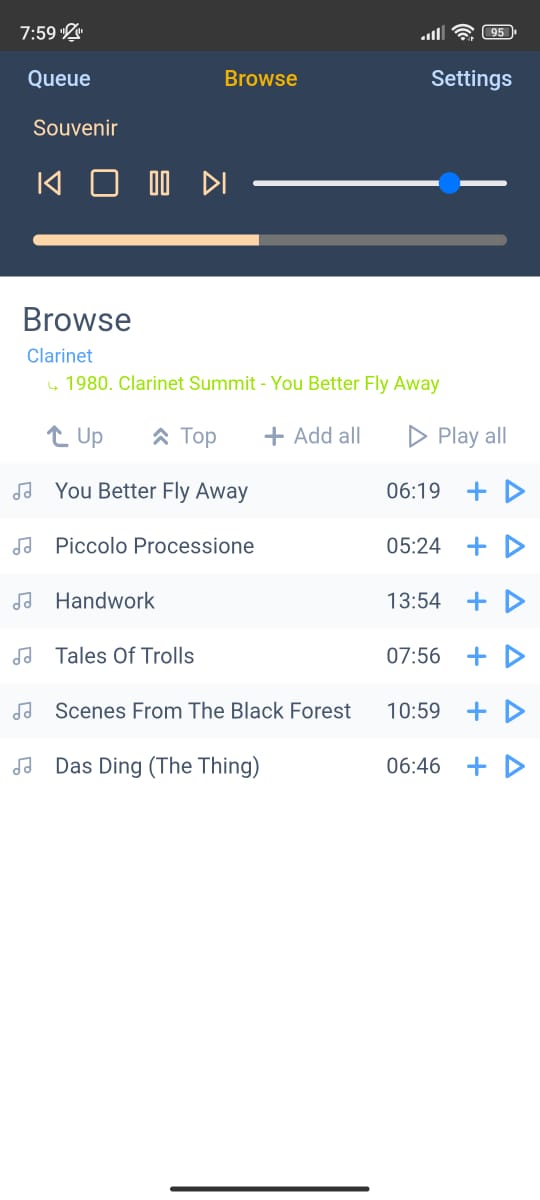 7:59 95
Queue Browse Settings
Souvenir
Browse
Clarinet
1980. Clarinet Summit - You Better Fly Away
Up Top Add all Play all
You Better Fly Away 06:19
Piccolo Processione 05:24
Handwork 13:54
Tales Of Trolls 07:56
Scenes From The Black Forest 10:59
Das Ding (The Thing) 06:46